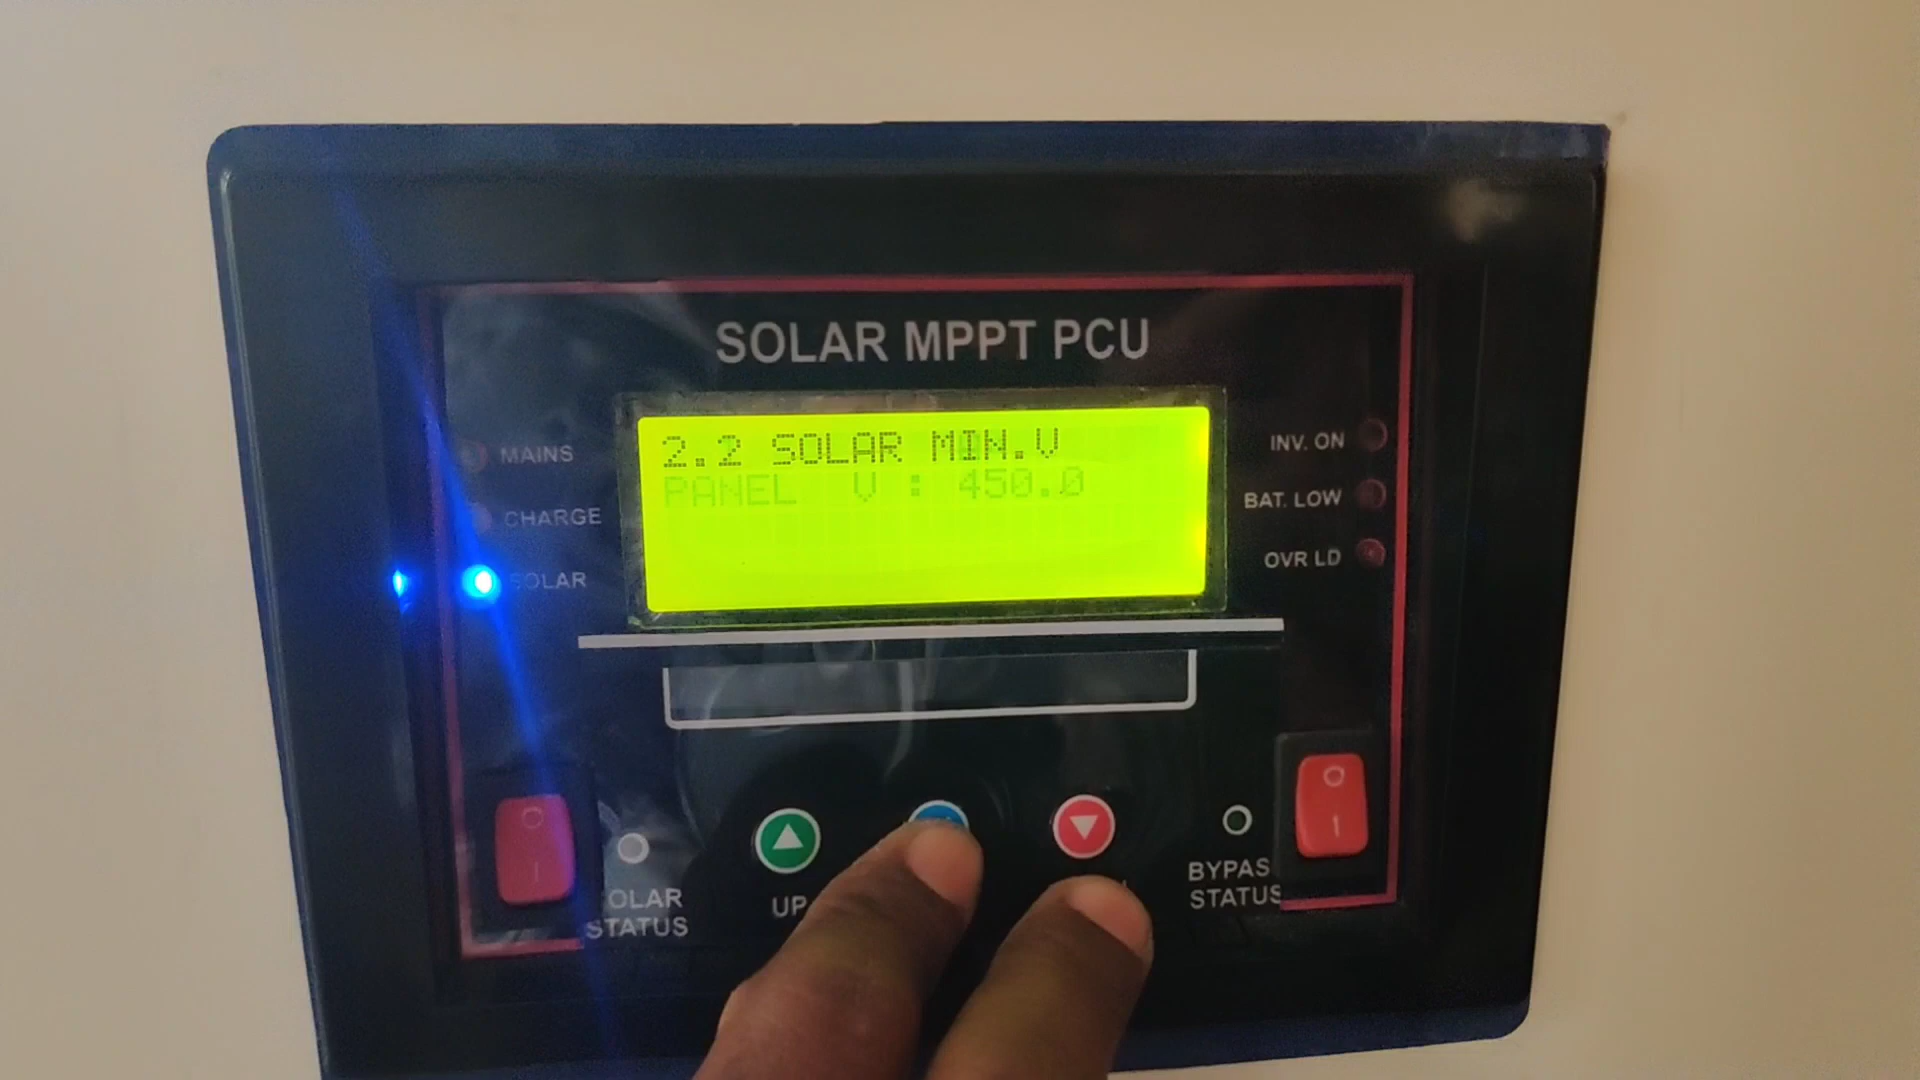 SOLAR MPPT PCU
2.2 SOLAR MIN.V
PANEL V : 450.0
MAINS
CHARGE
SOLAR
INV. ON
BAT. LOW
OVR LD
OLAR
STATUS
UP
BYPAS
STATUS